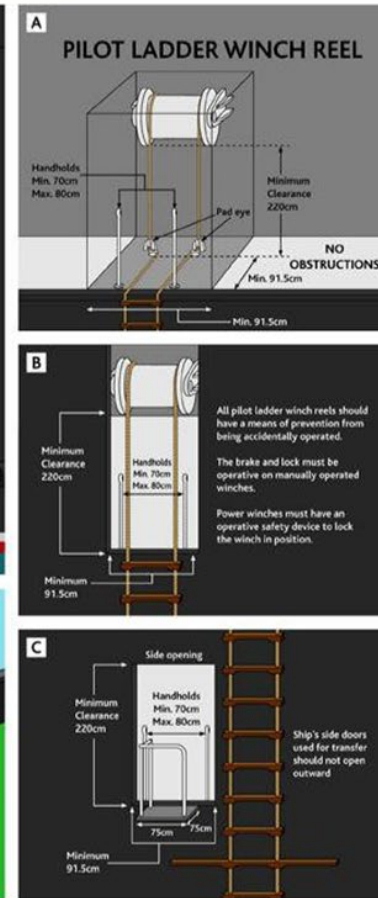 A
PILOT LADDER WINCH REEL
Handholds
Min. 70cm
Max. 80cm
Minimum
Clearance
220cm
Pad eye
NO
OBSTRUCTIONS
Min. 91.5cm
Min. 91.5cm
B
All pilot ladder winch reels should
have a means of prevention from
being accidentally operated.
The brake and lock must be
operative on manually operated
winches.
Power winches must have an
operative safety device to lock
the winch in position.
Minimum
Clearance
220cm
Handholds
Min. 70cm
Max. 80cm
Minimum
91.5cm
C
Side opening
Minimum
Clearance
220cm
Handholds
Min. 70cm
Max. 80cm
Ship's side doors
used for transfer
should not open
outward
75cm
75cm
Minimum
91.5cm